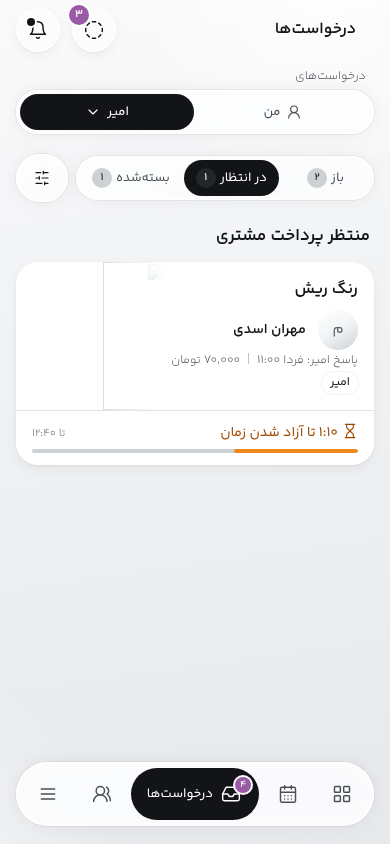 درخواست‌ها
۳
درخواست‌های
من
امیر
باز ۲
در انتظار ۱
بسته‌شده ۱
منتظر پرداخت مشتری
رنگ ریش
م
مهران اسدی
پاسخ امیر: فردا ۱۱:۰۰ | ۷۰,۰۰۰ تومان
امیر
۱:۱۰ تا آزاد شدن زمان
تا ۱۲:۴۰
۴
درخواست‌ها